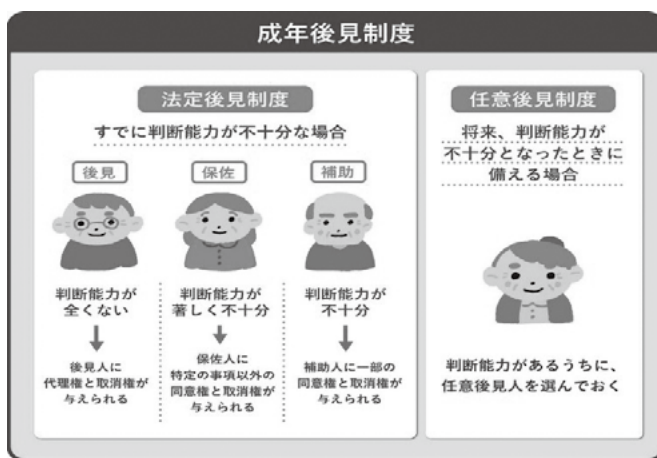 成年後見制度
法定後見制度
すでに判断能力が不十分な場合
後見
保佐
補助
判断能力が
全くない
判断能力が
著しく不十分
判断能力が
不十分
後見人に
代理権と取消権が
与えられる
保佐人に
特定の事項以外の
同意権と取消権が
与えられる
補助人に一部の
同意権と取消権が
与えられる
任意後見制度
将来、判断能力が
不十分となったときに
備える場合
判断能力があるうちに、
任意後見人を選んでおく